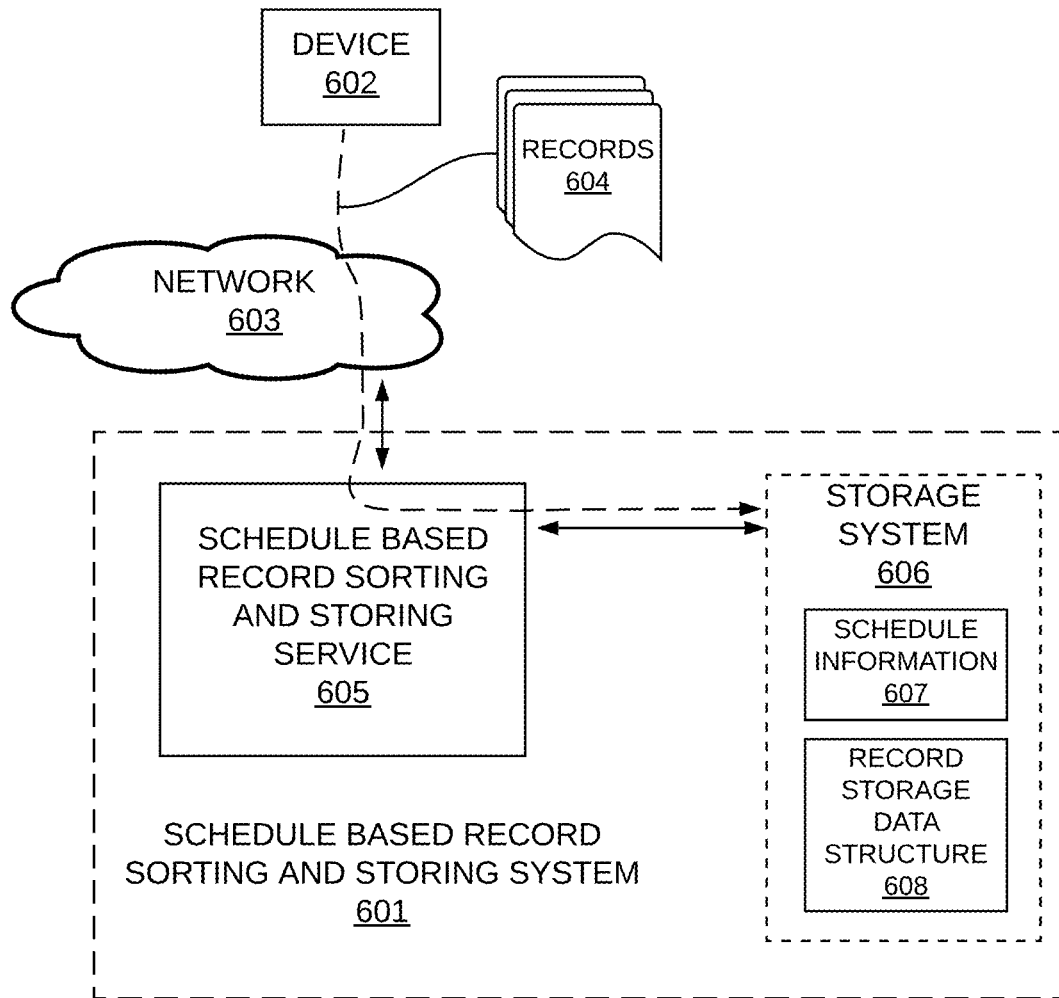 DEVICE
602
RECORDS
604
NETWORK
603
SCHEDULE BASED
RECORD SORTING
AND STORING
SERVICE
605
STORAGE
SYSTEM
606
SCHEDULE
INFORMATION
607
RECORD
STORAGE
DATA
STRUCTURE
608
SCHEDULE BASED RECORD
SORTING AND STORING SYSTEM
601